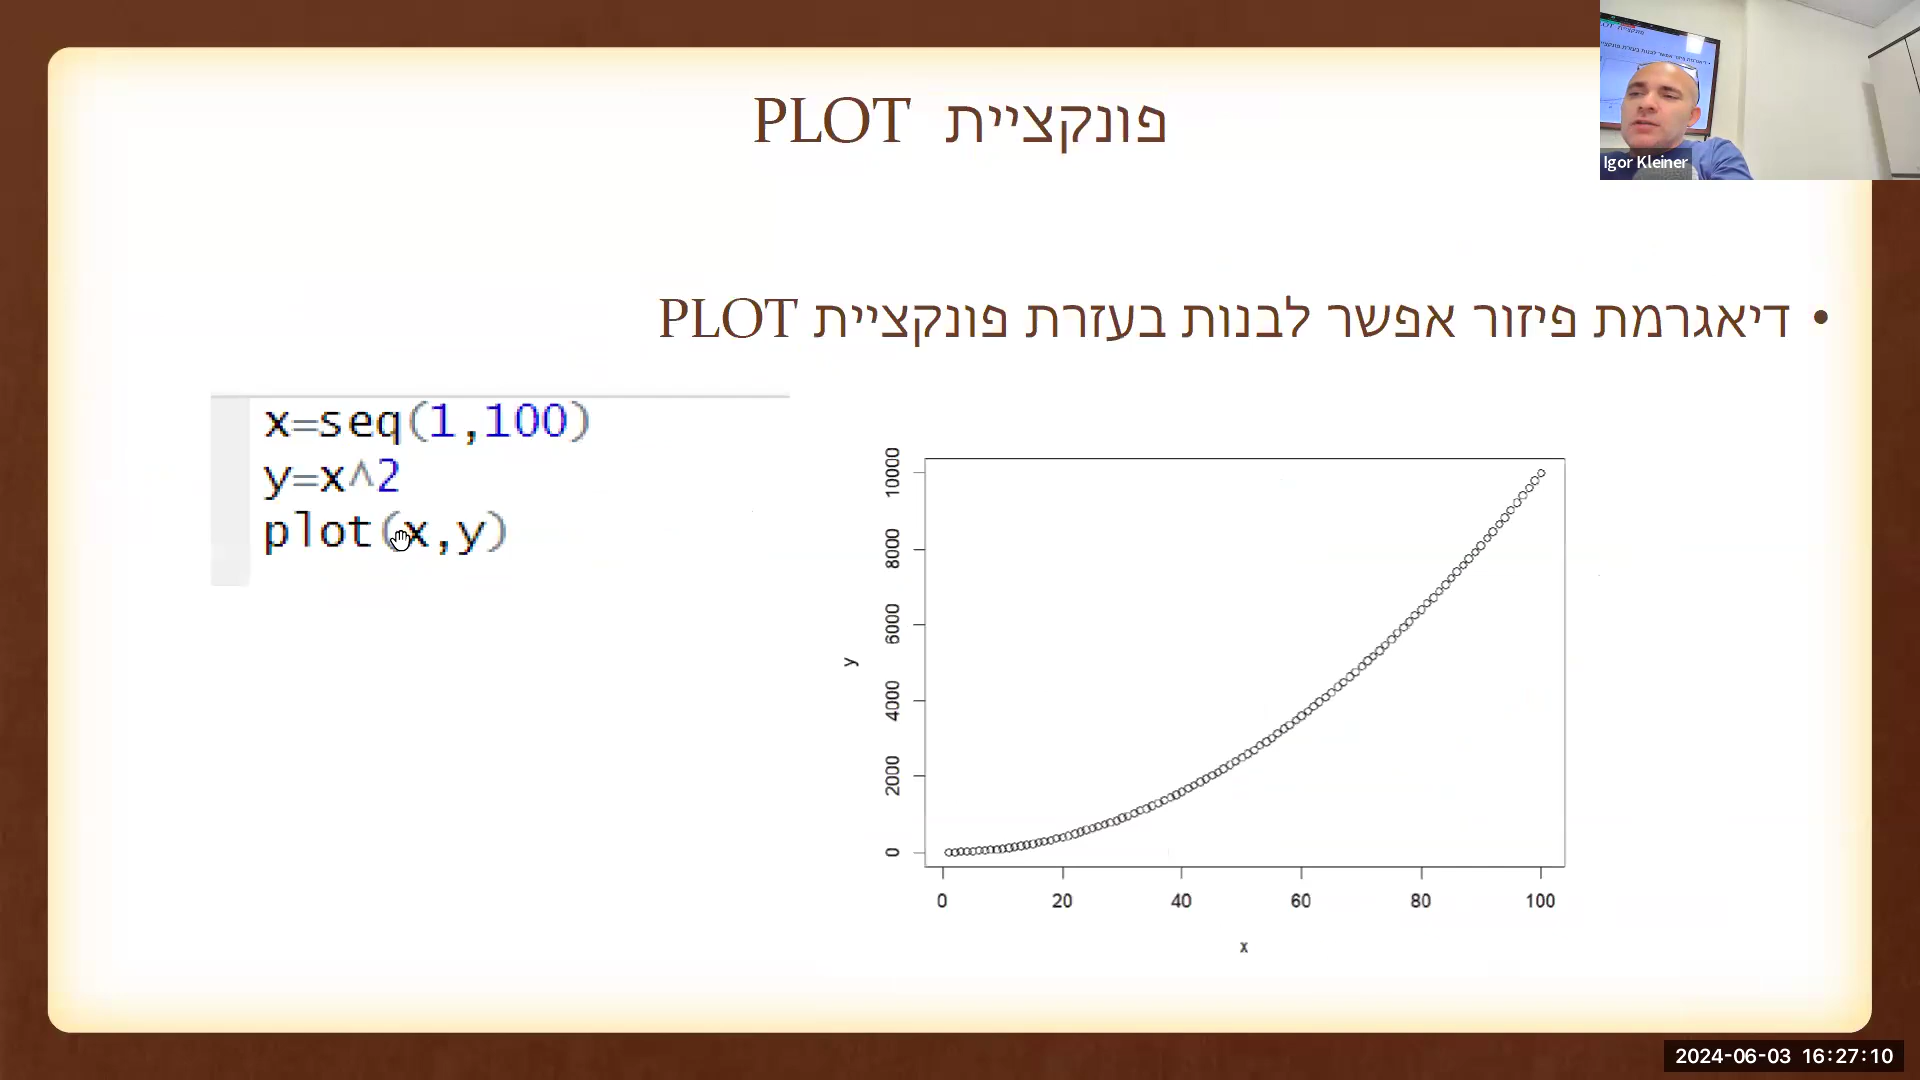 פונקציית PLOT
• דיאגרמת פיזור אפשר לבנות בעזרת פונקציית PLOT
x=seq(1,100)
y=x^2
plot(x,y)
10000
8000
6000
4000
2000
0
y
0 20 40 60 80 100
x
Igor Kleiner
2024-06-03 16:27:10